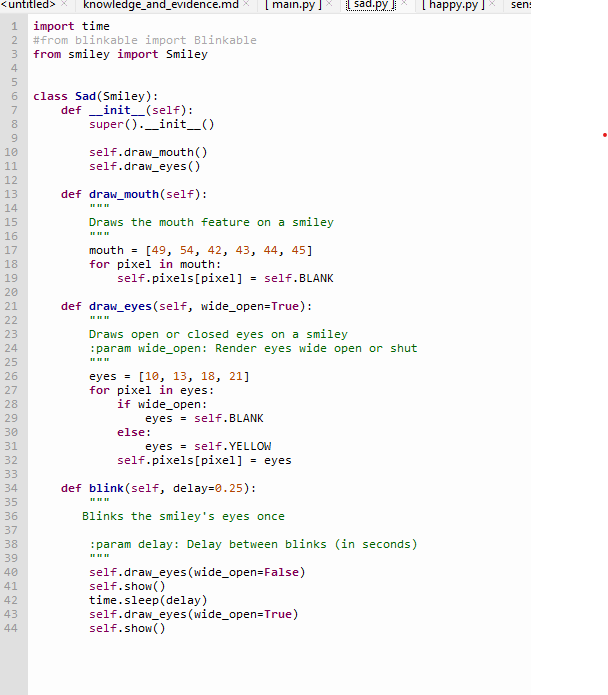 <untitled> × knowledge_and_evidence.md × [ main.py ] × [ sad.py ] × [ happy.py ] × sens
1 import time
2 #from blinkable import Blinkable
3 from smiley import Smiley
4
5
6 class Sad(Smiley):
7     def __init__(self):
8         super().__init__()
9
10         self.draw_mouth()
11         self.draw_eyes()
12
13     def draw_mouth(self):
14         """
15         Draws the mouth feature on a smiley
16         """
17         mouth = [49, 54, 42, 43, 44, 45]
18         for pixel in mouth:
19             self.pixels[pixel] = self.BLANK
20
21     def draw_eyes(self, wide_open=True):
22         """
23         Draws open or closed eyes on a smiley
24         :param wide_open: Render eyes wide open or shut
25         """
26         eyes = [10, 13, 18, 21]
27         for pixel in eyes:
28             if wide_open:
29                 eyes = self.BLANK
30             else:
31                 eyes = self.YELLOW
32             self.pixels[pixel] = eyes
33
34     def blink(self, delay=0.25):
35         """
36        Blinks the smiley's eyes once
37
38         :param delay: Delay between blinks (in seconds)
39         """
40         self.draw_eyes(wide_open=False)
41         self.show()
42         time.sleep(delay)
43         self.draw_eyes(wide_open=True)
44         self.show()